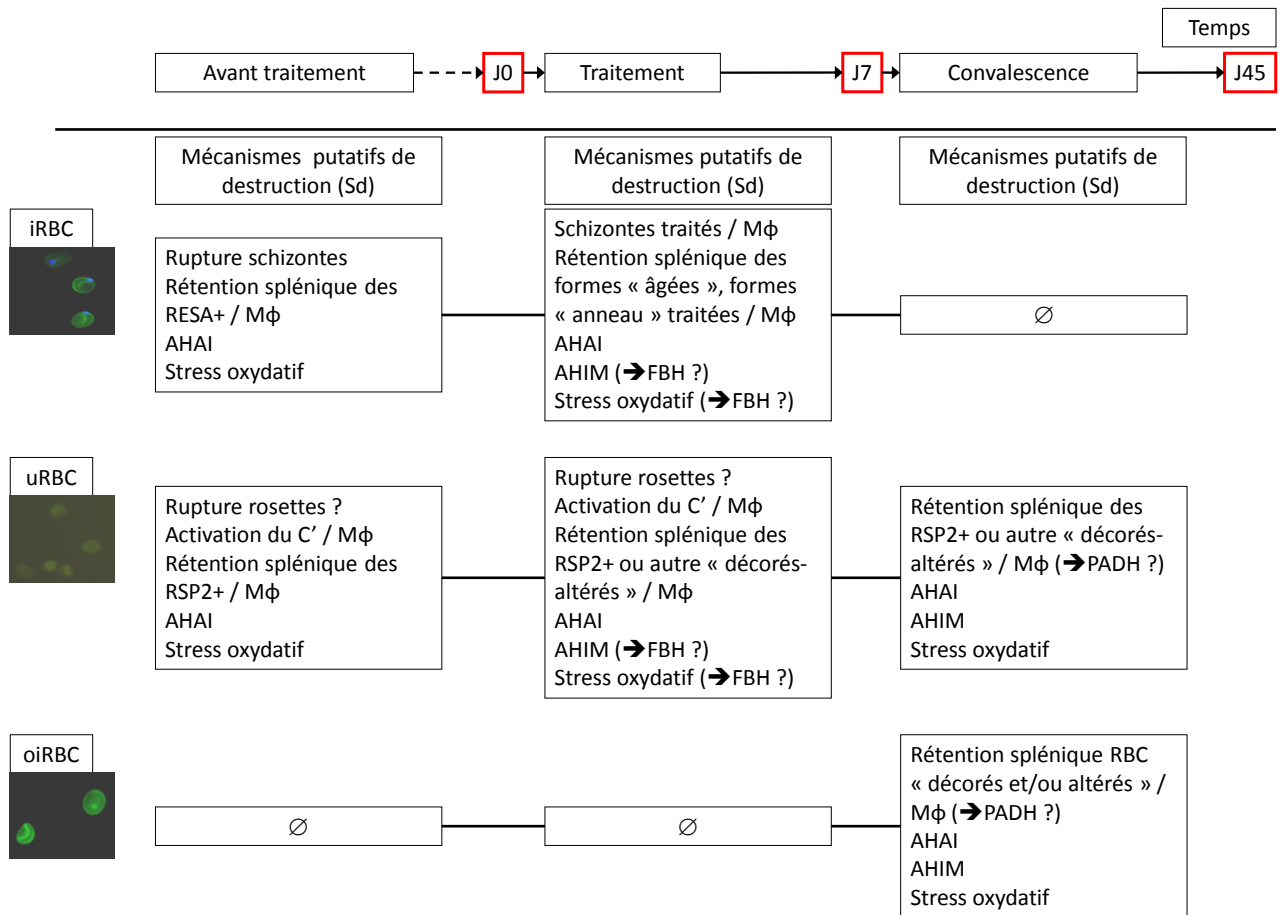 Temps
Avant traitement
J0
Traitement
J7
Convalescence
J45
Mécanismes putatifs de
destruction (Sd)
Mécanismes putatifs de
destruction (Sd)
Mécanismes putatifs de
destruction (Sd)
iRBC
Rupture schizontes
Rétention splénique des
RESA+ / Mφ
AHAI
Stress oxydatif
Schizontes traités / Mφ
Rétention splénique des
formes « âgées », formes
« anneau » traitées / Mφ
AHAI
AHIM (➔FBH ?)
Stress oxydatif (➔FBH ?)
∅
uRBC
Rupture rosettes ?
Activation du C’ / Mφ
Rétention splénique des
RSP2+ / Mφ
AHAI
Stress oxydatif
Rupture rosettes ?
Activation du C’ / Mφ
Rétention splénique des
RSP2+ ou autre « décorés-
altérés » / Mφ
AHAI
AHIM (➔FBH ?)
Stress oxydatif (➔FBH ?)
Rétention splénique des
RSP2+ ou autre « décorés-
altérés » / Mφ (➔PADH ?)
AHAI
AHIM
Stress oxydatif
oiRBC
∅
∅
Rétention splénique RBC
« décorés et/ou altérés » /
Mφ (➔PADH ?)
AHAI
AHIM
Stress oxydatif